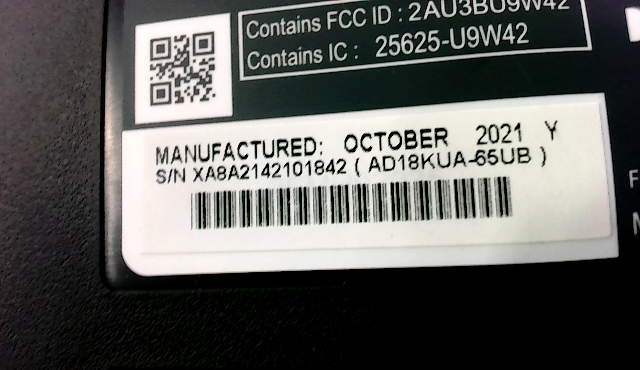 Contains FCC ID : 2AU3BU9W42
Contains IC : 25625-U9W42
MANUFACTURED: OCTOBER 2021 Y
S/N XA8A2142101842 ( AD18KUA-65UB )
F